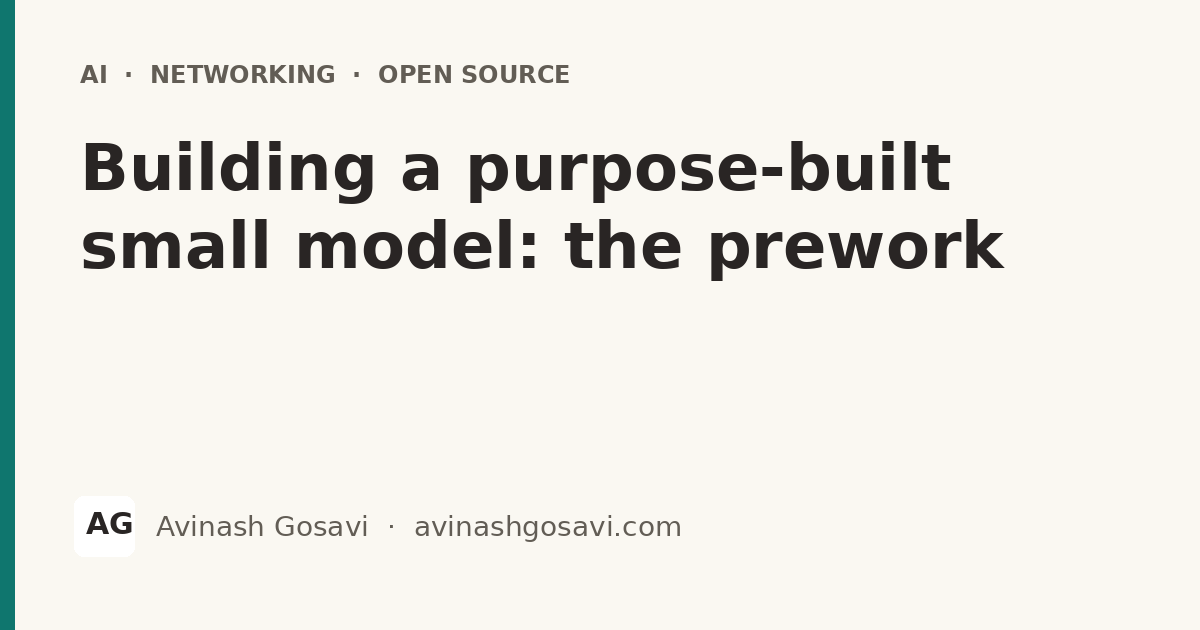 AI · NETWORKING · OPEN SOURCE
Building a purpose-built
small model: the prework
AG Avinash Gosavi · avinashgosavi.com